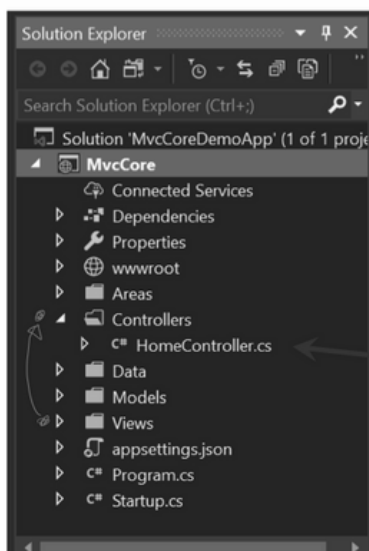 Solution Explorer
Search Solution Explorer (Ctrl+;)
Solution 'MvcCoreDemoApp' (1 of 1 proje
MvcCore
Connected Services
Dependencies
Properties
wwwroot
Areas
Controllers
C# HomeController.cs
Data
Models
Views
appsettings.json
C# Program.cs
C# Startup.cs